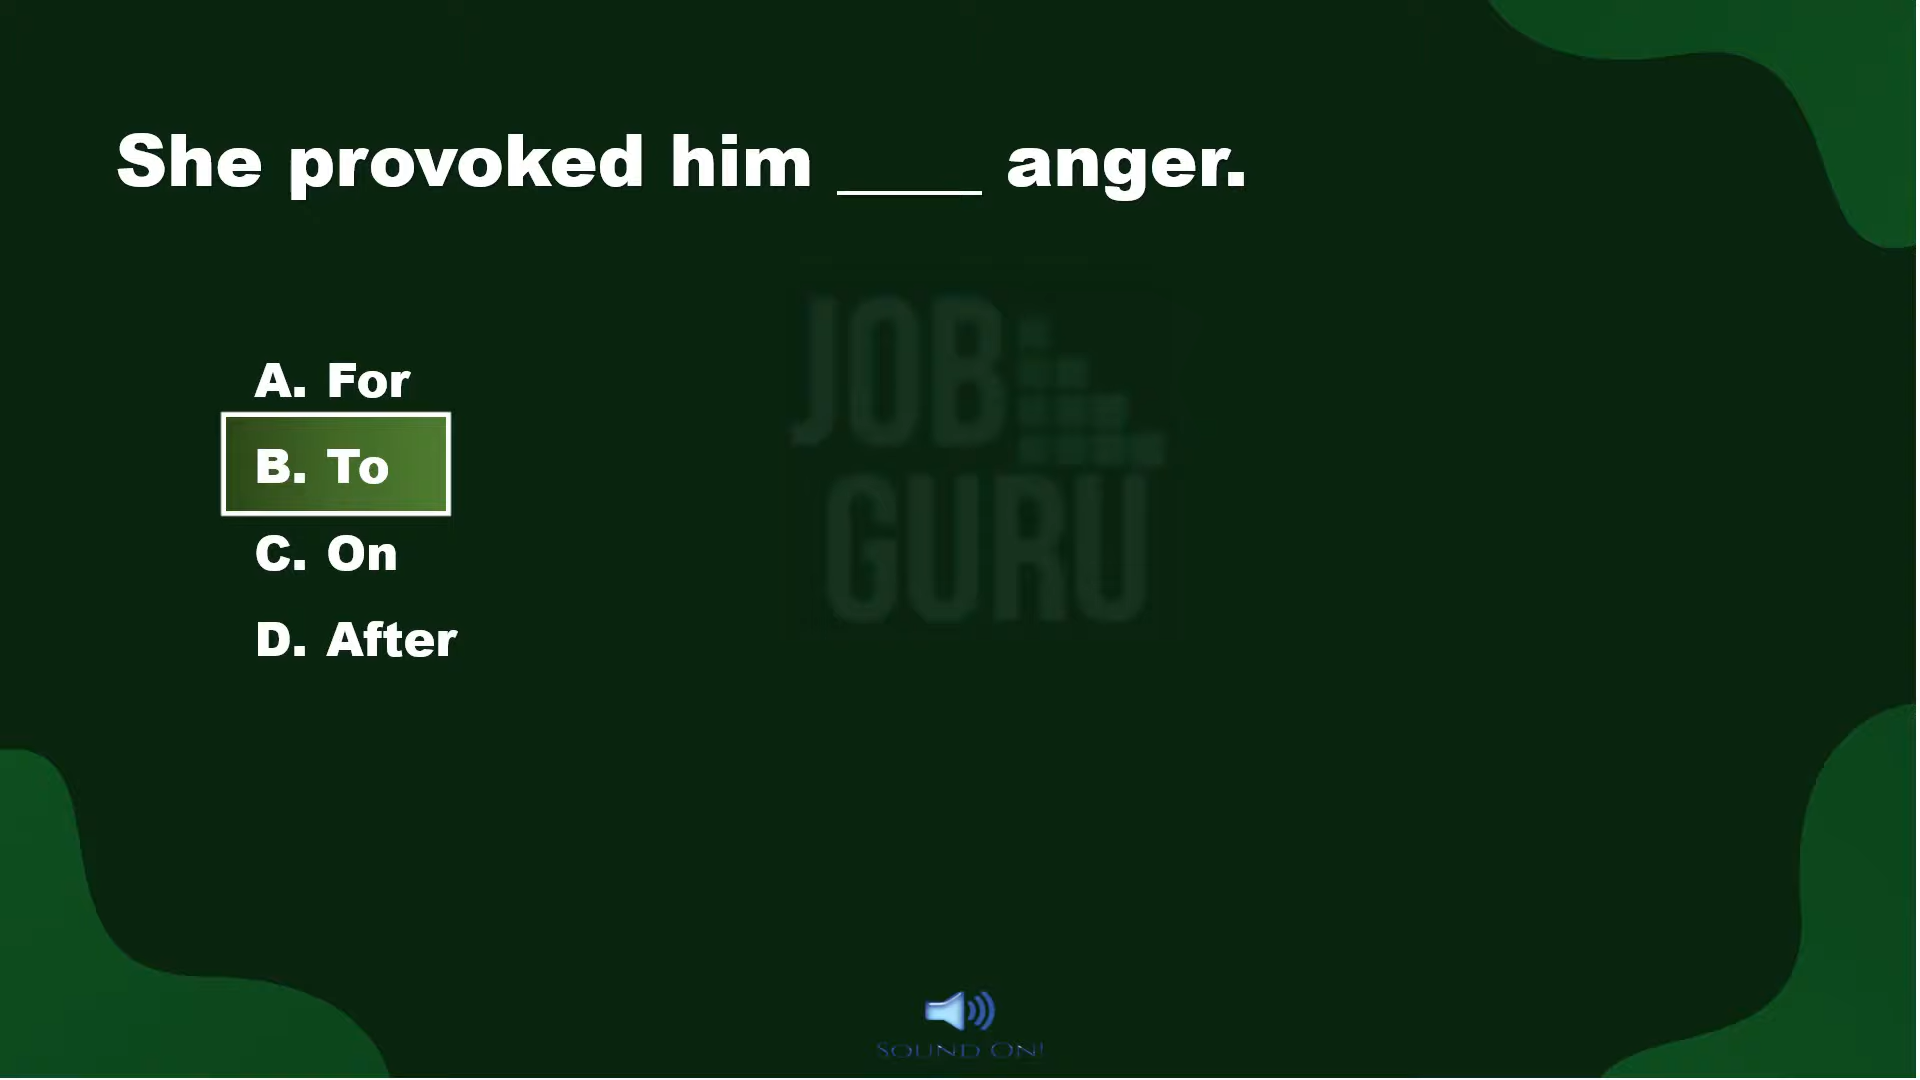 She provoked him ____ anger.
A. For
B. To
C. On
D. After
JOB
GURU
SOUND ON!